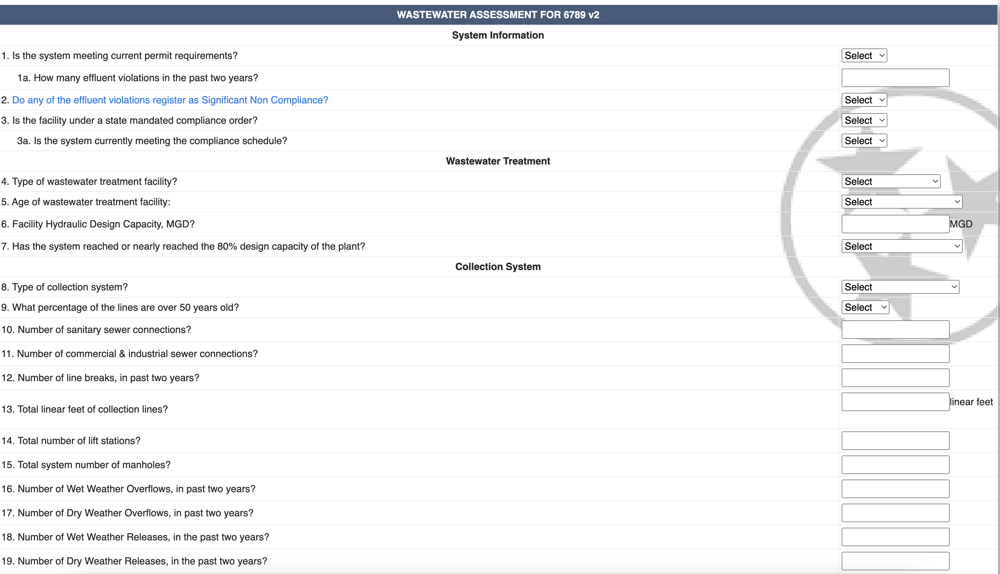 WASTEWATER ASSESSMENT FOR 6789 v2
System Information
1. Is the system meeting current permit requirements? Select
1a. How many effluent violations in the past two years?
2. Do any of the effluent violations register as Significant Non Compliance? Select
3. Is the facility under a state mandated compliance order? Select
3a. Is the system currently meeting the compliance schedule? Select
Wastewater Treatment
4. Type of wastewater treatment facility? Select
5. Age of wastewater treatment facility: Select
6. Facility Hydraulic Design Capacity, MGD? MGD
7. Has the system reached or nearly reached the 80% design capacity of the plant? Select
Collection System
8. Type of collection system? Select
9. What percentage of the lines are over 50 years old? Select
10. Number of sanitary sewer connections?
11. Number of commercial & industrial sewer connections?
12. Number of line breaks, in past two years?
13. Total linear feet of collection lines? linear feet
14. Total number of lift stations?
15. Total system number of manholes?
16. Number of Wet Weather Overflows, in past two years?
17. Number of Dry Weather Overflows, in past two years?
18. Number of Wet Weather Releases, in the past two years?
19. Number of Dry Weather Releases, in the past two years?